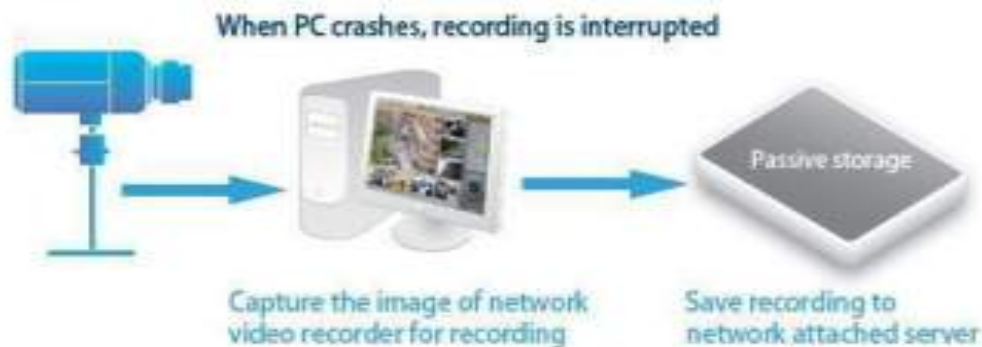 When PC crashes, recording is interrupted
Passive storage
Capture the image of network
video recorder for recording
Save recording to
network attached server